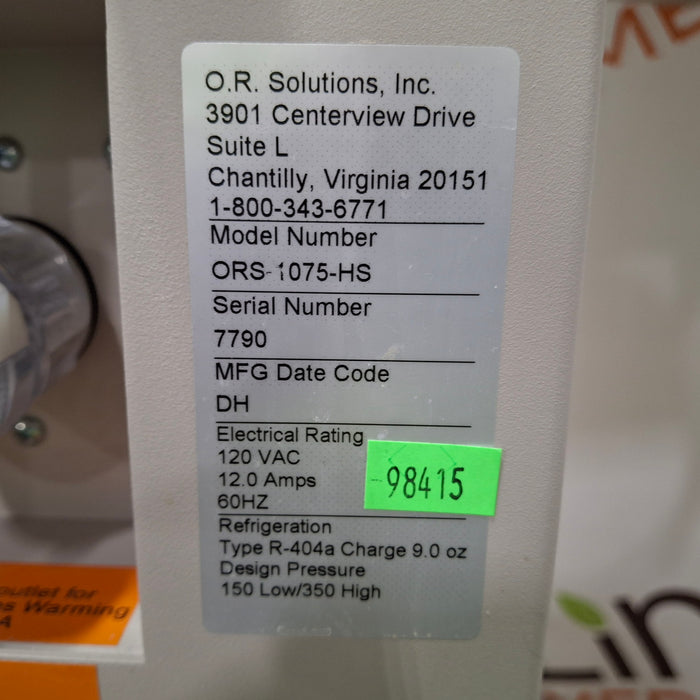 O.R. Solutions, Inc.
3901 Centerview Drive
Suite L
Chantilly, Virginia 20151
1-800-343-6771
Model Number
ORS-1075-HS
Serial Number
7790
MFG Date Code
DH
Electrical Rating
120 VAC
12.0 Amps
60HZ
98415
Refrigeration
Type R-404a Charge 9.0 oz
Design Pressure
150 Low/350 High
outlet for
Warming